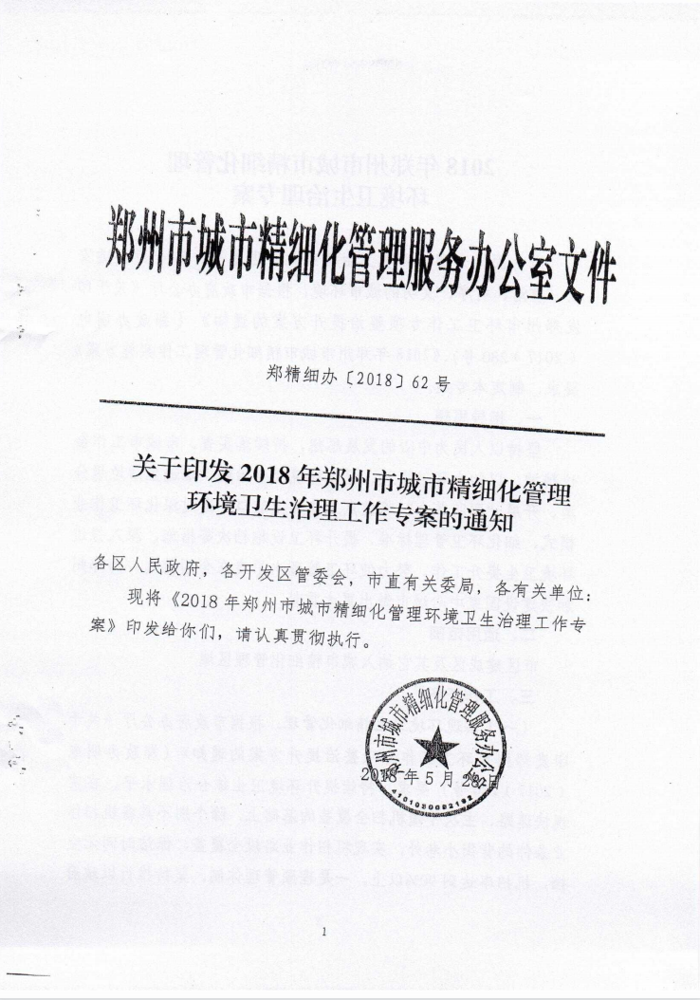 郑州市城市精细化管理服务办公室文件
郑精细办〔2018〕62号
关于印发2018年郑州市城市精细化管理
环境卫生治理工作专案的通知
各区人民政府，各开发区管委会，市直有关委局，各有关单位：
现将《2018年郑州市城市精细化管理环境卫生治理工作专
案》印发给你们，请认真贯彻执行。
郑州市城市精细化管理服务办公室
2018年5月28日
4101050092192
1